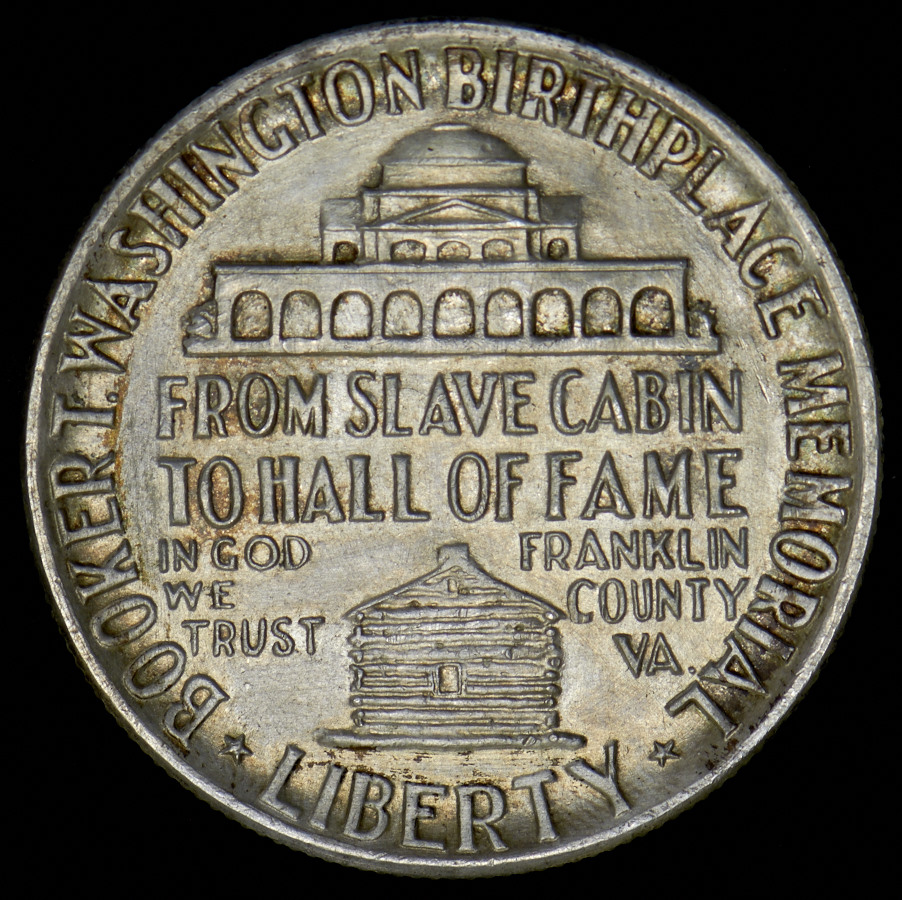 BOOKER T. WASHINGTON BIRTHPLACE MEMORIAL
FROM SLAVE CABIN
TO HALL OF FAME
IN GOD
WE
TRUST
FRANKLIN
COUNTY
VA.
★ LIBERTY ★